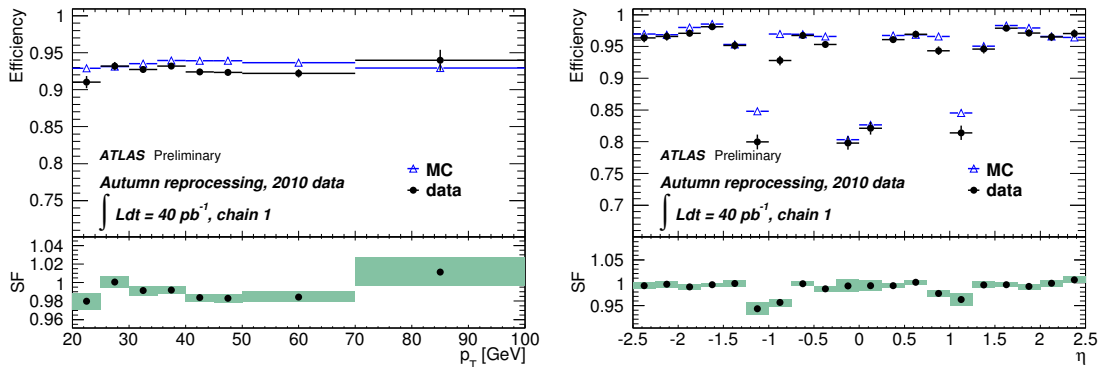 Efficiency
1
0.95
0.9
0.85
0.8
0.75
ATLAS Preliminary
MC
data
Autumn reprocessing, 2010 data
∫ Ldt = 40 pb⁻¹, chain 1
SF
1.04
1.02
1
0.98
0.96
20 30 40 50 60 70 80 90 100
p_T [GeV]
Efficiency
1
0.95
0.9
0.85
0.8
0.75
0.7
ATLAS Preliminary
MC
data
Autumn reprocessing, 2010 data
∫ Ldt = 40 pb⁻¹, chain 1
SF
1.05
1
0.95
-2.5 -2 -1.5 -1 -0.5 0 0.5 1 1.5 2 2.5
η